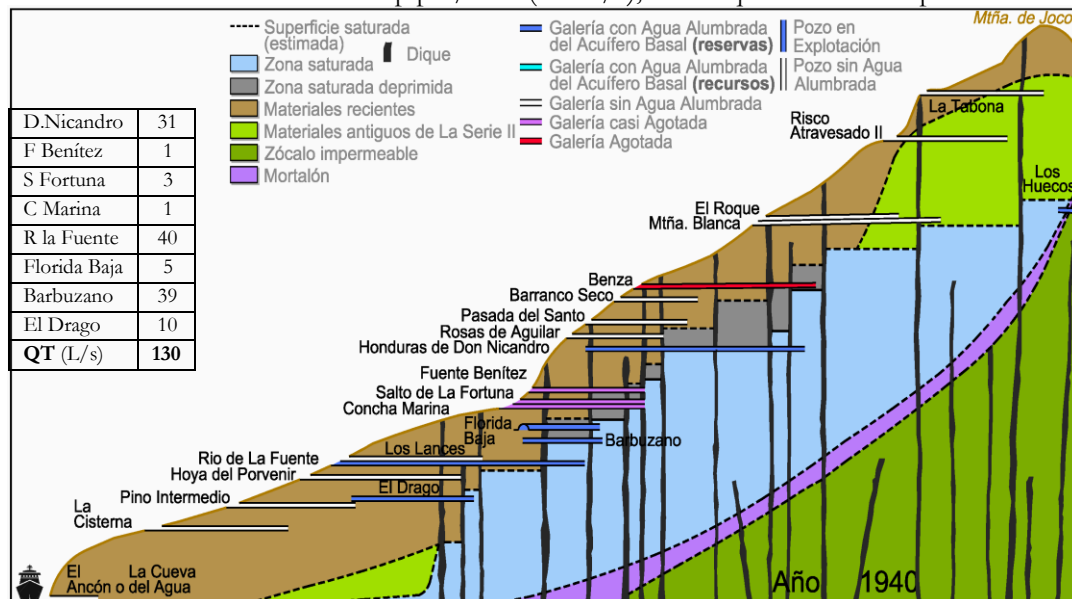 Mtña. de Joco
Superficie saturada
(estimada)
Dique
Zona saturada
Zona saturada deprimida
Materiales recientes
Materiales antiguos de La Serie II
Zócalo impermeable
Mortalón
Galería con Agua Alumbrada
del Acuífero Basal (reservas)
Galería con Agua Alumbrada
del Acuífero Basal (recursos)
Galería sin Agua Alumbrada
Galería casi Agotada
Galería Agotada
Pozo en
Explotación
Pozo sin Agua
Alumbrada
D.Nicandro 31
F Benítez 1
S Fortuna 3
C Marina 1
R la Fuente 40
Florida Baja 5
Barbuzano 39
El Drago 10
QT (L/s) 130
La Tabona
Risco
Atravesado II
Los
Huecos
El Roque
Mtña. Blanca
Benza
Barranco Seco
Pasada del Santo
Rosas de Aguilar
Honduras de Don Nicandro
Fuente Benítez
Salto de La Fortuna
Concha Marina
Florida
Baja
Barbuzano
Los Lances
Rio de La Fuente
Hoya del Porvenir
El Drago
Pino Intermedio
La
Cisterna
El
Ancón o
La Cueva
del Agua
Año 1940